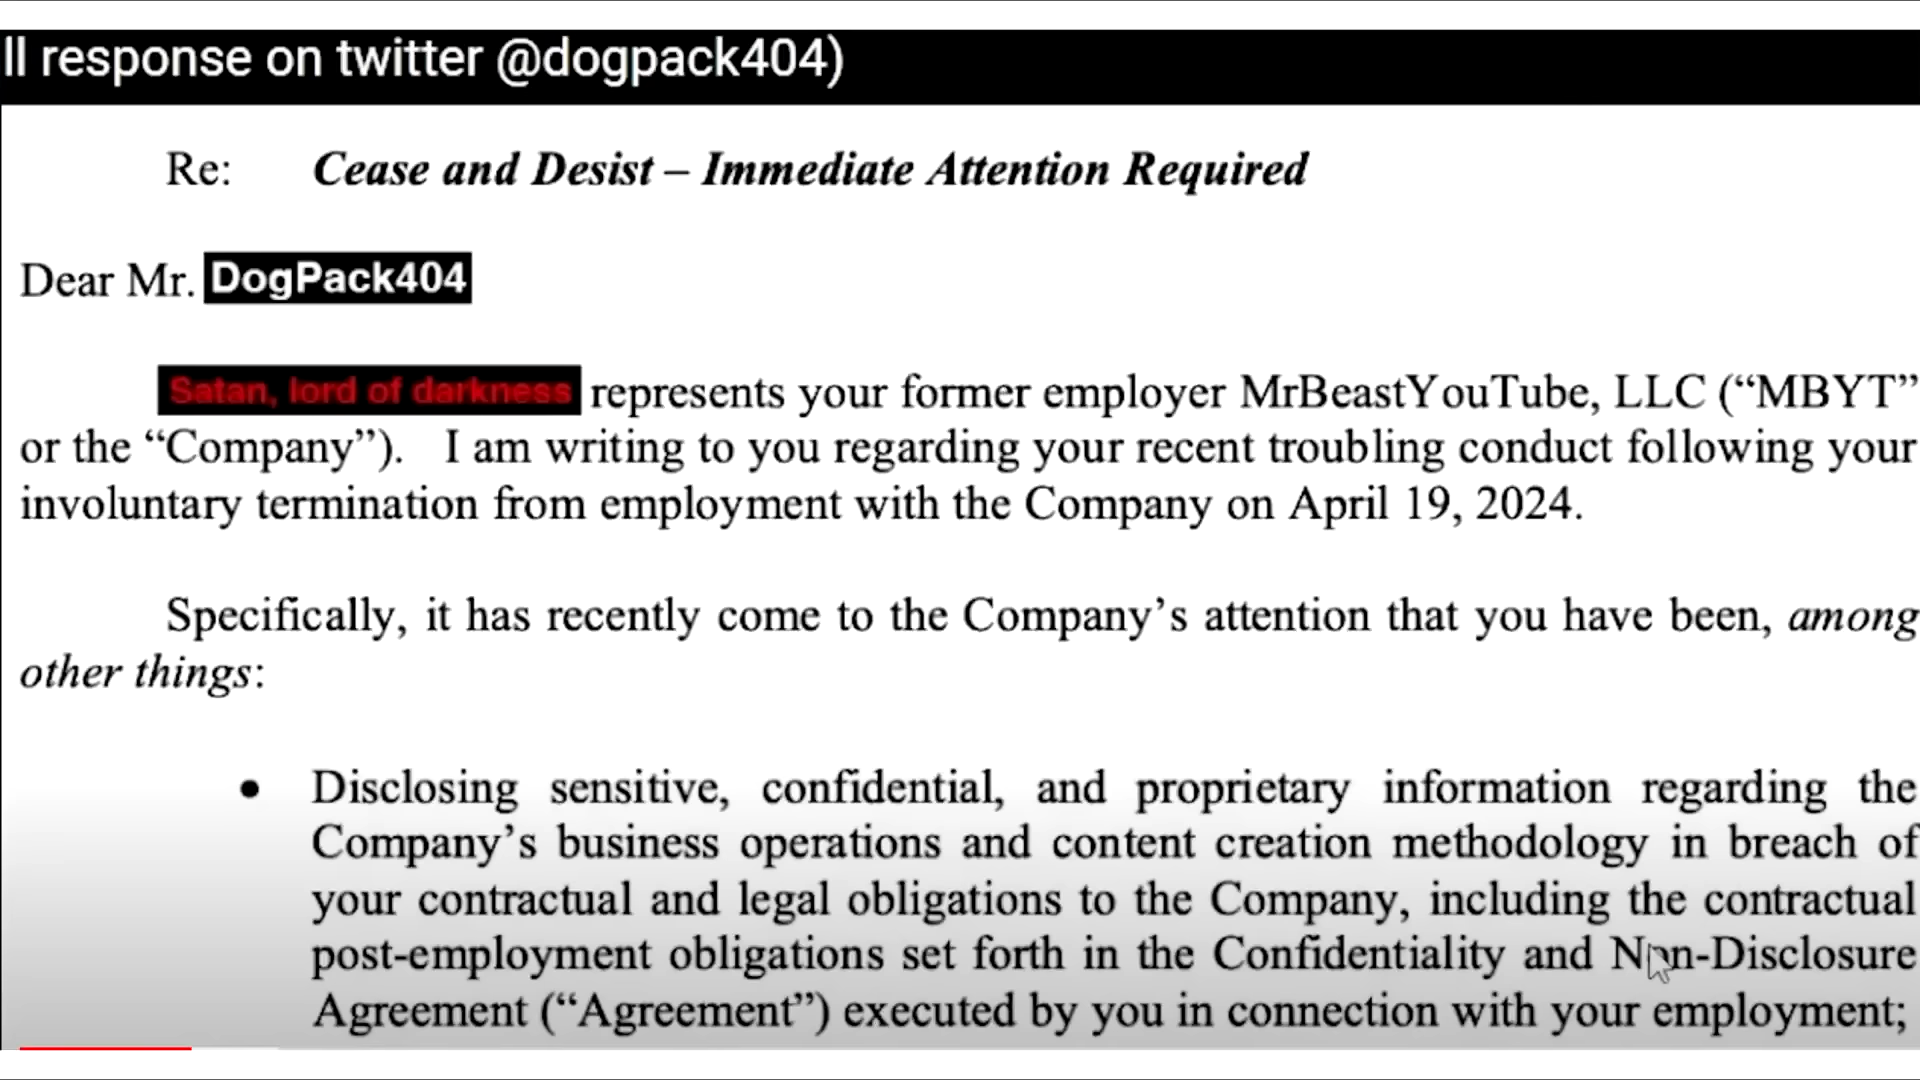 ll response on twitter @dogpack404)
Re: Cease and Desist – Immediate Attention Required
Dear Mr. DogPack404
Satan, lord of darkness represents your former employer MrBeastYouTube, LLC (“MBYT”
or the “Company”). I am writing to you regarding your recent troubling conduct following your
involuntary termination from employment with the Company on April 19, 2024.
Specifically, it has recently come to the Company’s attention that you have been, among
other things:
• Disclosing sensitive, confidential, and proprietary information regarding the
Company’s business operations and content creation methodology in breach of
your contractual and legal obligations to the Company, including the contractual
post-employment obligations set forth in the Confidentiality and Non-Disclosure
Agreement (“Agreement”) executed by you in connection with your employment;